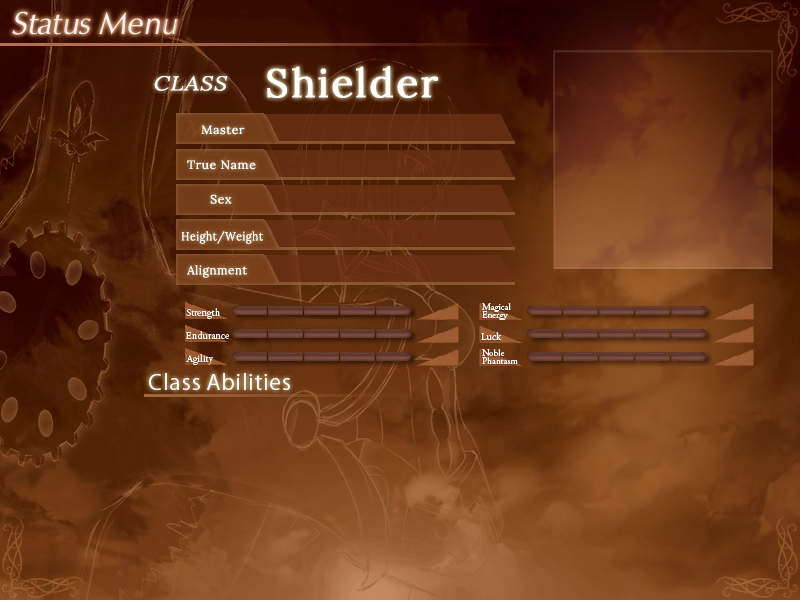 Status Menu
CLASS Shielder
Master
True Name
Sex
Height/Weight
Alignment
Strength
Endurance
Agility
Magical
Energy
Luck
Noble
Phantasm
Class Abilities